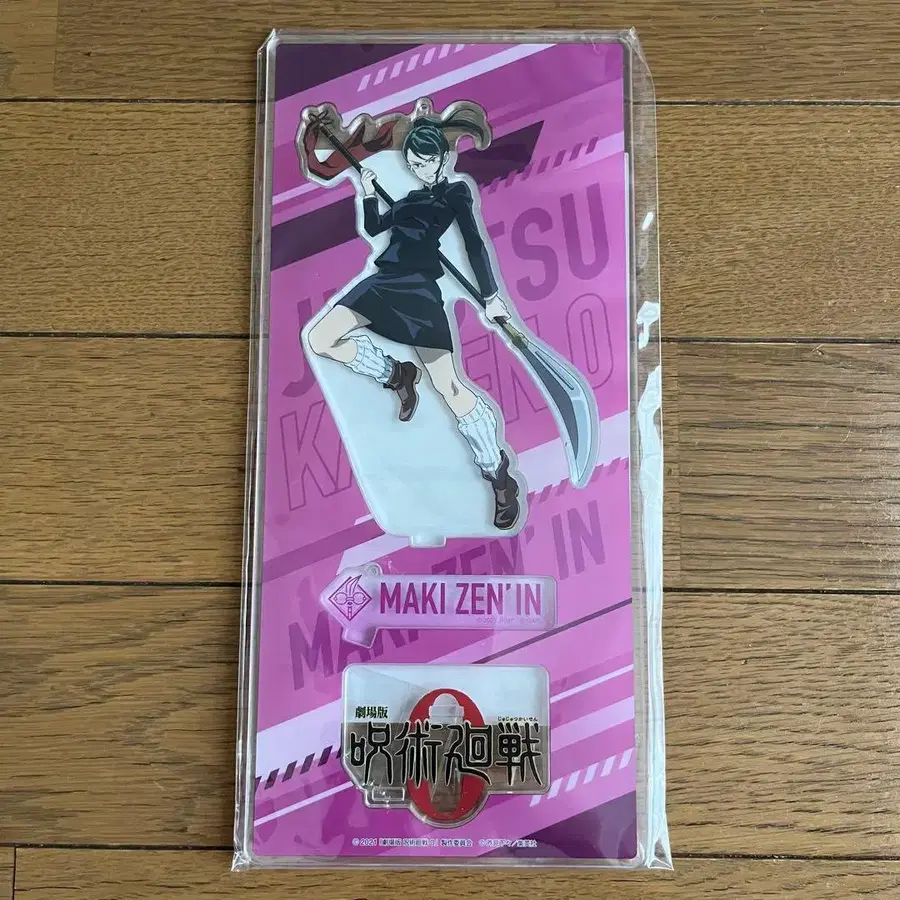 JUJUTSU
KAISEN 0
MAKI ZEN'IN
MAKI ZEN'IN
劇場版
じゅじゅつかいせん
呪術廻戦
0
© 2021 「劇場版 呪術廻戦 0」製作委員会 ©芥見下々/集英社